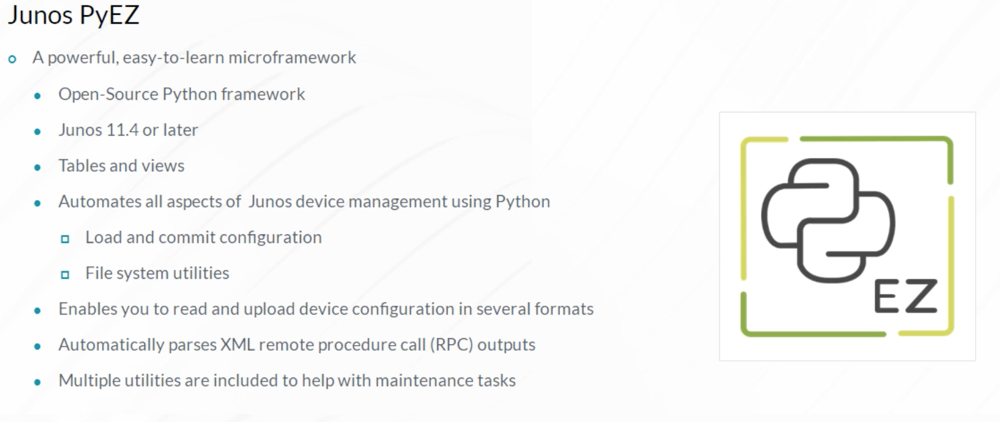 Junos PyEZ
A powerful, easy-to-learn microframework
Open-Source Python framework
Junos 11.4 or later
Tables and views
Automates all aspects of  Junos device management using Python
Load and commit configuration
File system utilities
Enables you to read and upload device configuration in several formats
Automatically parses XML remote procedure call (RPC) outputs
Multiple utilities are included to help with maintenance tasks
EZ